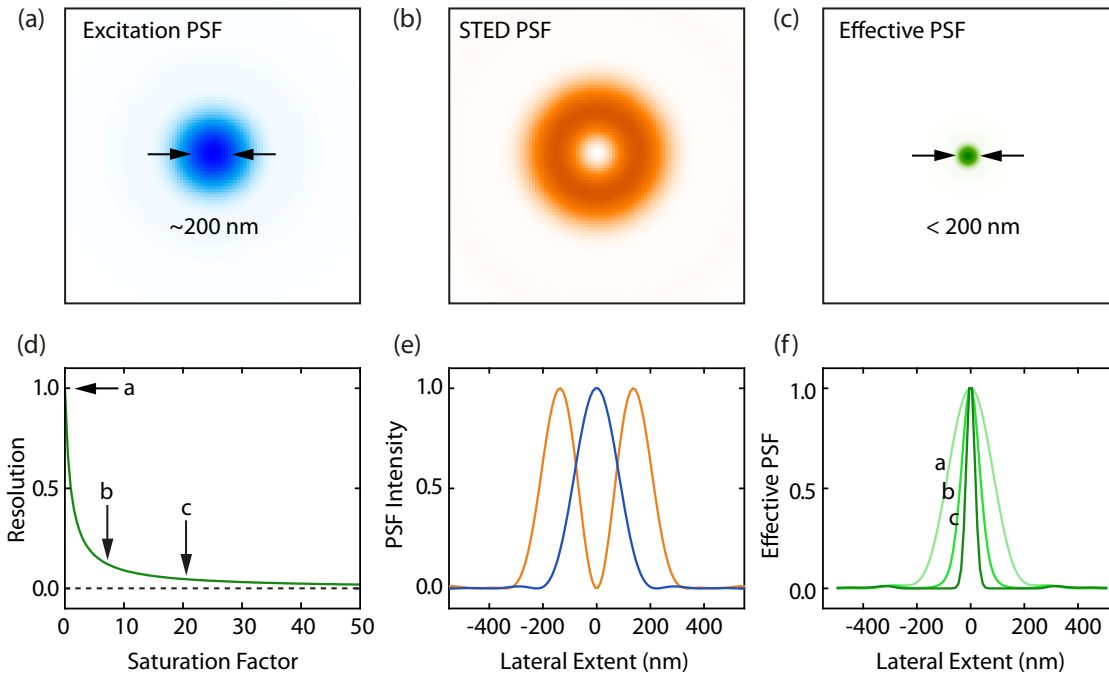 (a)
Excitation PSF
~200 nm
(b)
STED PSF
(c)
Effective PSF
< 200 nm
(d)
Resolution
1.0
0.5
0.0
a
b
c
0 10 20 30 40 50
Saturation Factor
(e)
PSF Intensity
1.0
0.5
0.0
-400 -200 0 200 400
Lateral Extent (nm)
(f)
Effective PSF
1.0
0.5
0.0
a
b
c
-400 -200 0 200 400
Lateral Extent (nm)